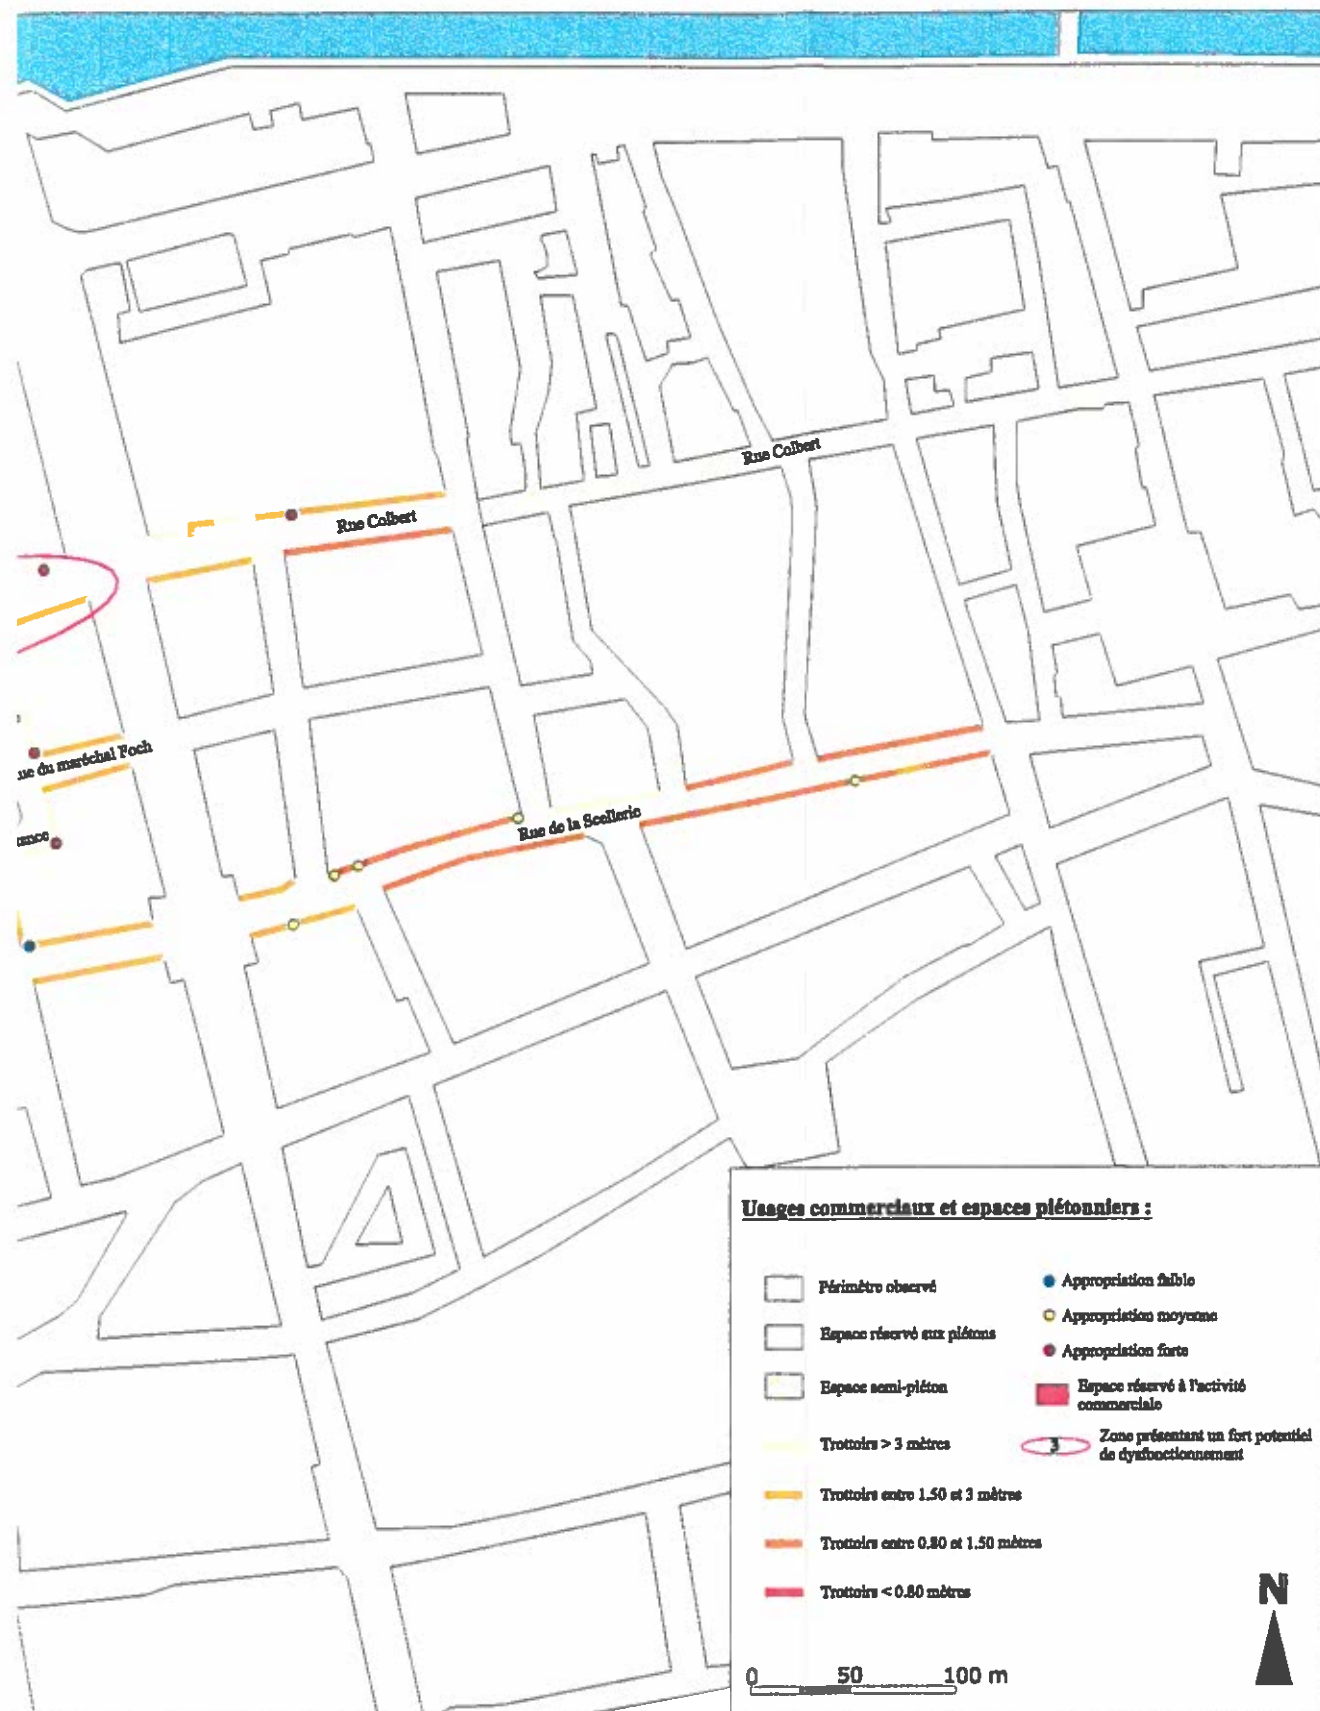 Rue Colbert
Rue Colbert
ue du maréchal Foch
Rue de la Scellerie
Usages commerciaux et espaces piétonniers :
Périmètre observé
Espace réservé aux piétons
Espace semi-piéton
Trottoirs > 3 mètres
Trottoirs entre 1.50 et 3 mètres
Trottoirs entre 0.80 et 1.50 mètres
Trottoirs < 0.80 mètres
Appropriation faible
Appropriation moyenne
Appropriation forte
Espace réservé à l'activité
commerciale
3
Zone présentant un fort potentiel
de dysfonctionnement
N
0 50 100 m